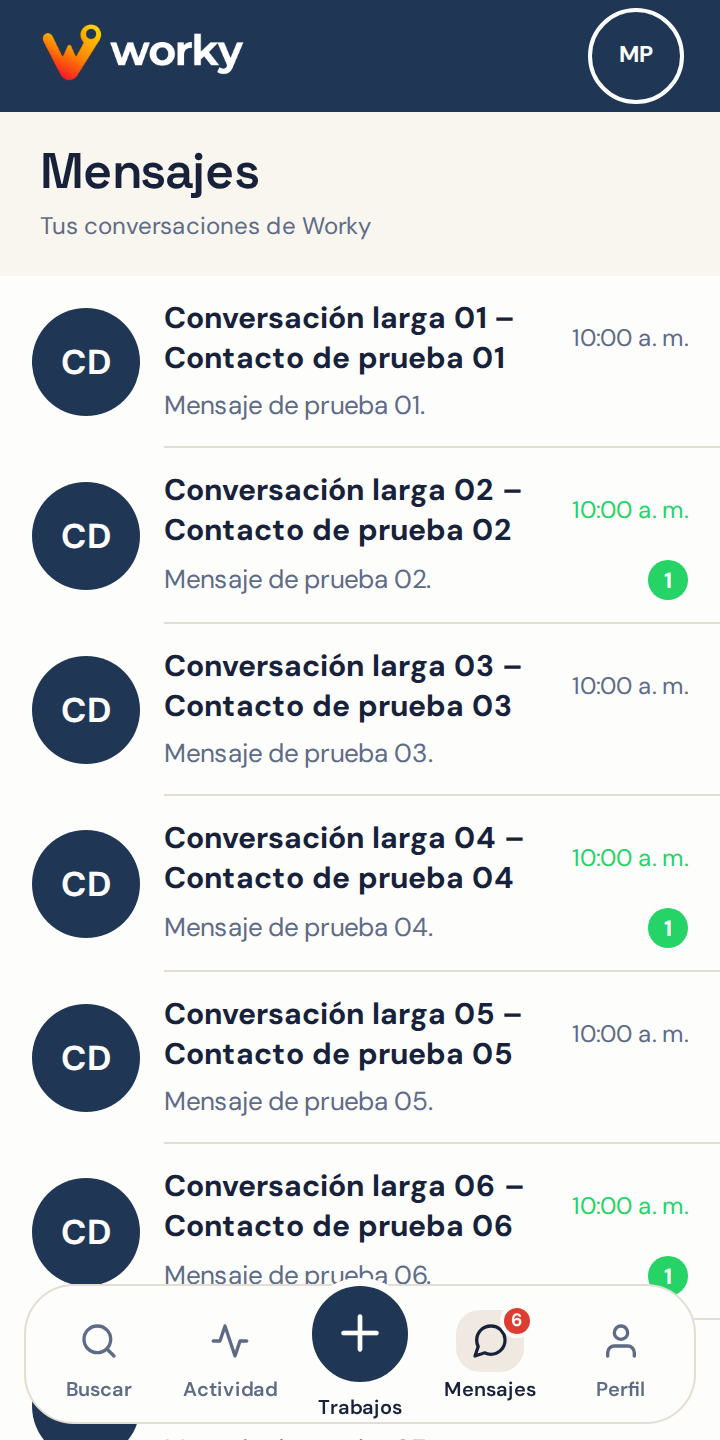 worky
MP
Mensajes
Tus conversaciones de Worky
CD
Conversación larga 01 –
Contacto de prueba 01
10:00 a. m.
Mensaje de prueba 01.
CD
Conversación larga 02 –
Contacto de prueba 02
10:00 a. m.
Mensaje de prueba 02.
1
CD
Conversación larga 03 –
Contacto de prueba 03
10:00 a. m.
Mensaje de prueba 03.
CD
Conversación larga 04 –
Contacto de prueba 04
10:00 a. m.
Mensaje de prueba 04.
1
CD
Conversación larga 05 –
Contacto de prueba 05
10:00 a. m.
Mensaje de prueba 05.
CD
Conversación larga 06 –
Contacto de prueba 06
10:00 a. m.
Mensaje de prueba 06.
1
6
Buscar
Actividad
Trabajos
Mensajes
Perfil